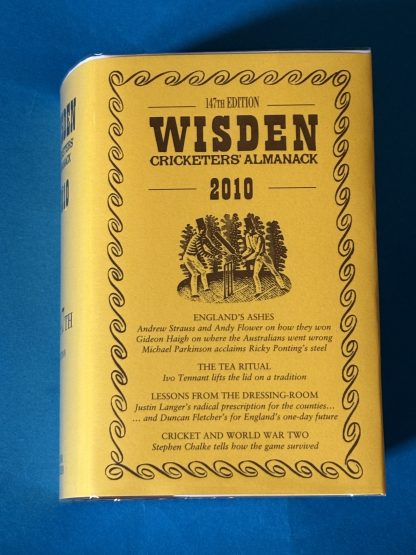 147TH EDITION
WISDEN
CRICKETERS' ALMANACK
2010
ENGLAND'S ASHES
Andrew Strauss and Andy Flower on how they won
Gideon Haigh on where the Australians went wrong
Michael Parkinson acclaims Ricky Ponting's steel
THE TEA RITUAL
Ivo Tennant lifts the lid on a tradition
LESSONS FROM THE DRESSING-ROOM
Justin Langer's radical prescription for the counties...
... and Duncan Fletcher's for England's one-day future
CRICKET AND WORLD WAR TWO
Stephen Chalke tells how the game survived